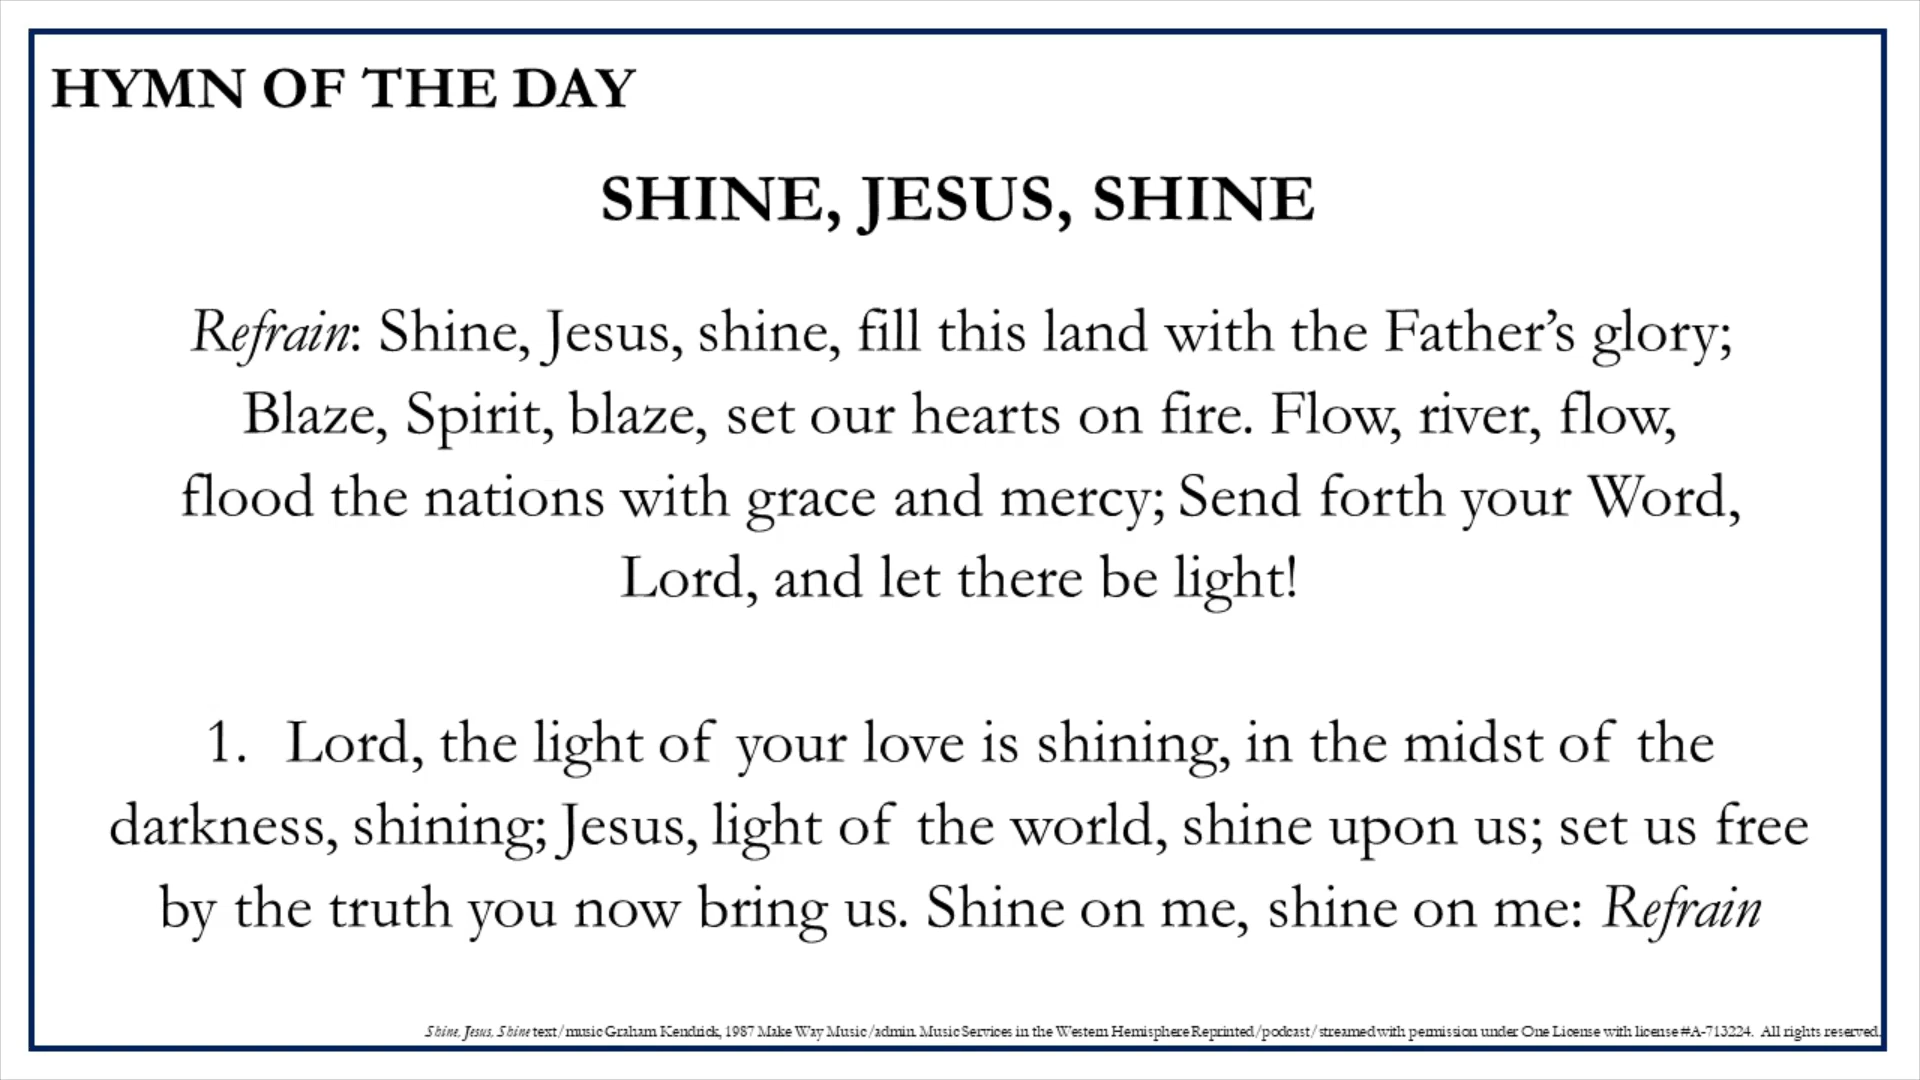 HYMN OF THE DAY
SHINE, JESUS, SHINE
Refrain: Shine, Jesus, shine, fill this land with the Father’s glory;
Blaze, Spirit, blaze, set our hearts on fire. Flow, river, flow,
flood the nations with grace and mercy; Send forth your Word,
Lord, and let there be light!
1. Lord, the light of your love is shining, in the midst of the
darkness, shining; Jesus, light of the world, shine upon us; set us free
by the truth you now bring us. Shine on me, shine on me: Refrain
Shine, Jesus, Shine text/music Graham Kendrick, 1987 Make Way Music/admin. Music Services in the Western Hemisphere Reprinted/podcast/streamed with permission under One License with license #A-713224. All rights reserved.